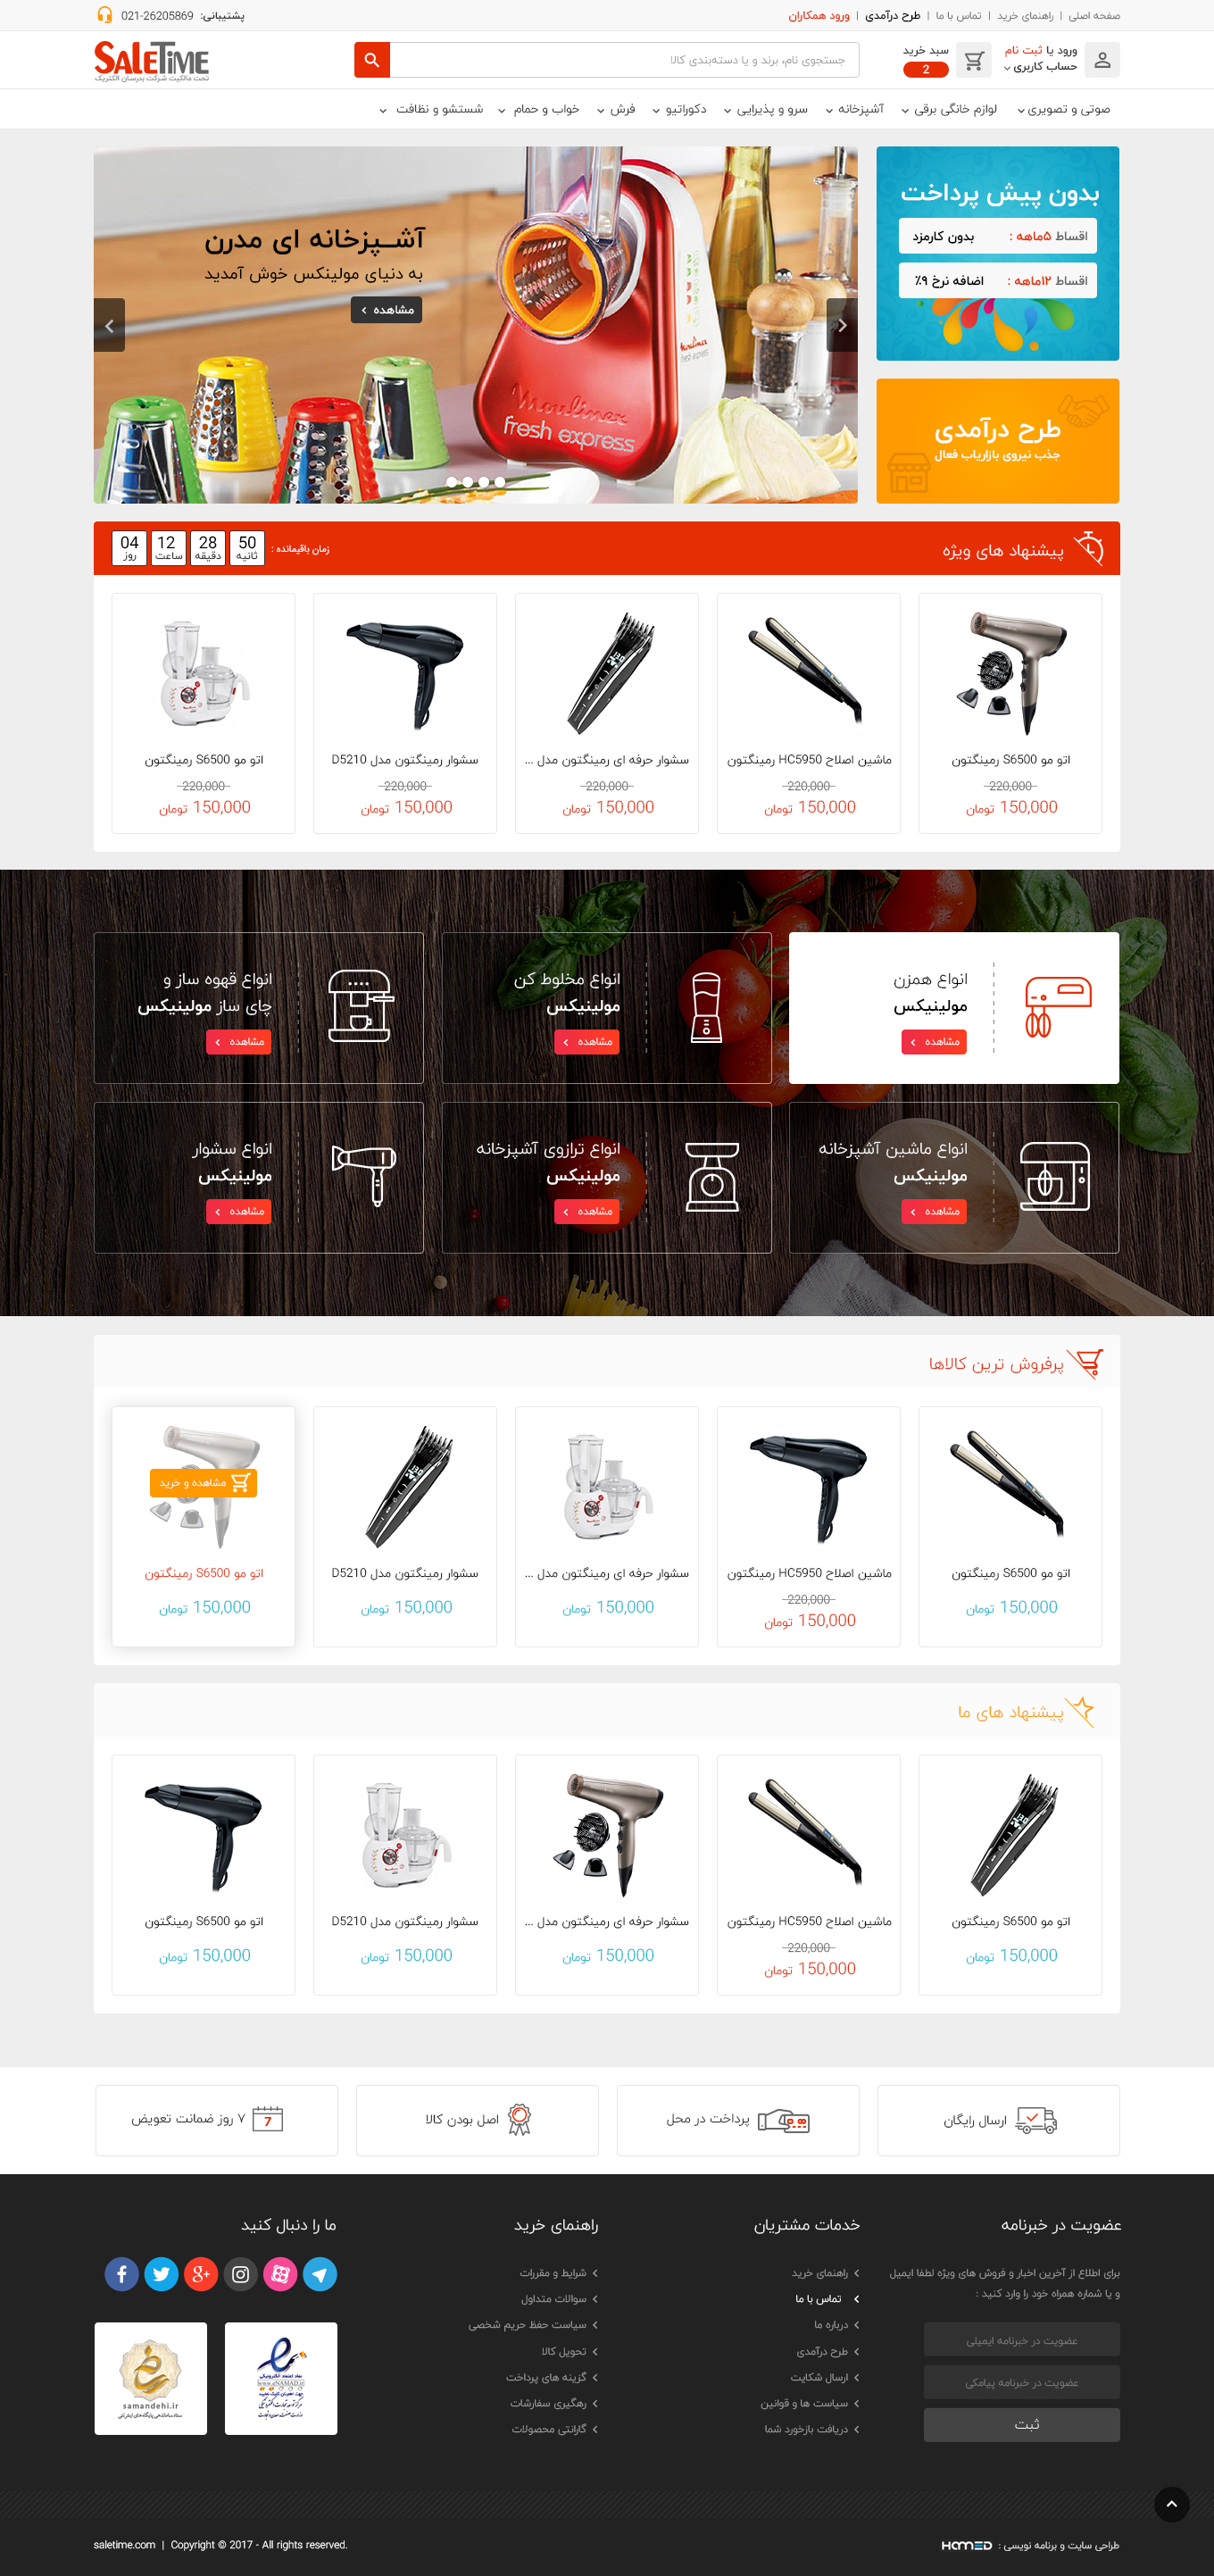 صفحه اصلی | راهنمای خرید | تماس با ما | طرح درآمدی | ورود همکاران
پشتیبانی: 021-26205869
ورود یا ثبت نام
حساب کاربری
سبد خرید
2
جستجوی نام، برند و یا دسته‌بندی کالا
SALETIME
تحت مالکیت شرکت بدرسان الکتریک
صوتی و تصویری
لوازم خانگی برقی
آشپزخانه
سرو و پذیرایی
دکوراتیو
فرش
خواب و حمام
شستشو و نظافت
بدون پیش پرداخت
اقساط ۵ماهه : بدون کارمزد
اقساط ۱۲ماهه : اضافه نرخ ۹٪
طرح درآمدی
جذب نیروی بازاریاب فعال
آشـــپزخانه ای مدرن
به دنیای مولینکس خوش آمدید
مشاهده
Moulinex
fresh express
پیشنهاد های ویژه
زمان باقیمانده :
50 ثانیه
28 دقیقه
12 ساعت
04 روز
اتو مو S6500 رمینگتون
220,000
150,000 تومان
ماشین اصلاح HC5950 رمینگتون
220,000
150,000 تومان
سشوار حرفه ای رمینگتون مدل ...
220,000
150,000 تومان
سشوار رمینگتون مدل D5210
220,000
150,000 تومان
اتو مو S6500 رمینگتون
220,000
150,000 تومان
انواع همزن
مولینیکس
مشاهده
انواع مخلوط کن
مولینیکس
مشاهده
انواع قهوه ساز و
چای ساز مولینیکس
مشاهده
انواع ماشین آشپزخانه
مولینیکس
مشاهده
انواع ترازوی آشپزخانه
مولینیکس
مشاهده
انواع سشوار
مولینیکس
مشاهده
پرفروش ترین کالاها
اتو مو S6500 رمینگتون
150,000 تومان
ماشین اصلاح HC5950 رمینگتون
220,000
150,000 تومان
سشوار حرفه ای رمینگتون مدل ...
150,000 تومان
سشوار رمینگتون مدل D5210
150,000 تومان
مشاهده و خرید
اتو مو S6500 رمینگتون
150,000 تومان
پیشنهاد های ما
اتو مو S6500 رمینگتون
150,000 تومان
ماشین اصلاح HC5950 رمینگتون
220,000
150,000 تومان
سشوار حرفه ای رمینگتون مدل ...
150,000 تومان
سشوار رمینگتون مدل D5210
150,000 تومان
اتو مو S6500 رمینگتون
150,000 تومان
ارسال رایگان
پرداخت در محل
اصل بودن کالا
7
۷ روز ضمانت تعویض
عضویت در خبرنامه
برای اطلاع از آخرین اخبار و فروش های ویژه لطفا ایمیل
و یا شماره همراه خود را وارد کنید :
عضویت در خبرنامه ایمیلی
عضویت در خبرنامه پیامکی
ثبت
خدمات مشتریان
راهنمای خرید
تماس با ما
درباره ما
طرح درآمدی
ارسال شکایت
سیاست ها و قوانین
دریافت بازخورد شما
راهنمای خرید
شرایط و مقررات
سوالات متداول
سیاست حفظ حریم شخصی
تحویل کالا
گزینه های پرداخت
رهگیری سفارشات
گارانتی محصولات
ما را دنبال کنید
نماد اعتماد الکترونیکی
www.eNAMAD.ir
samandehi.ir
ستاد ساماندهی پایگاه‌های اینترنتی
طراحی سایت و برنامه نویسی : HAMED
saletime.com | Copyright © 2017 - All rights reserved.